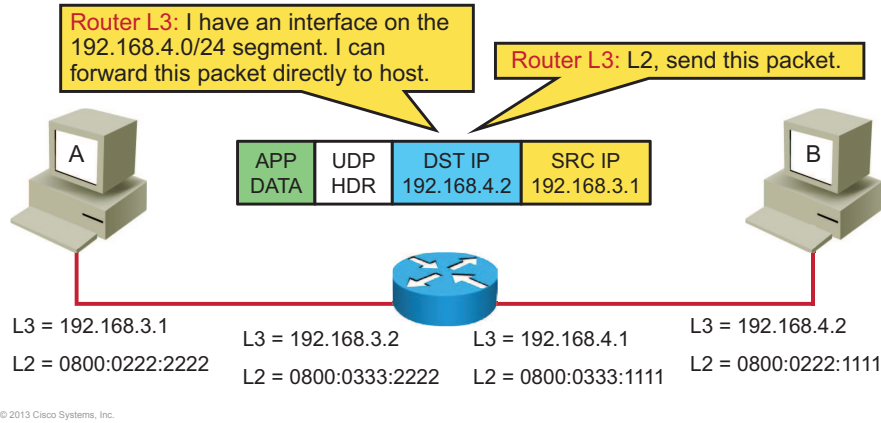 Router L3: I have an interface on the
192.168.4.0/24 segment. I can
forward this packet directly to host.
Router L3: L2, send this packet.
A
APP
DATA
UDP
HDR
DST IP
192.168.4.2
SRC IP
192.168.3.1
B
L3 = 192.168.3.1
L2 = 0800:0222:2222
L3 = 192.168.3.2
L2 = 0800:0333:2222
L3 = 192.168.4.1
L2 = 0800:0333:1111
L3 = 192.168.4.2
L2 = 0800:0222:1111
© 2013 Cisco Systems, Inc.